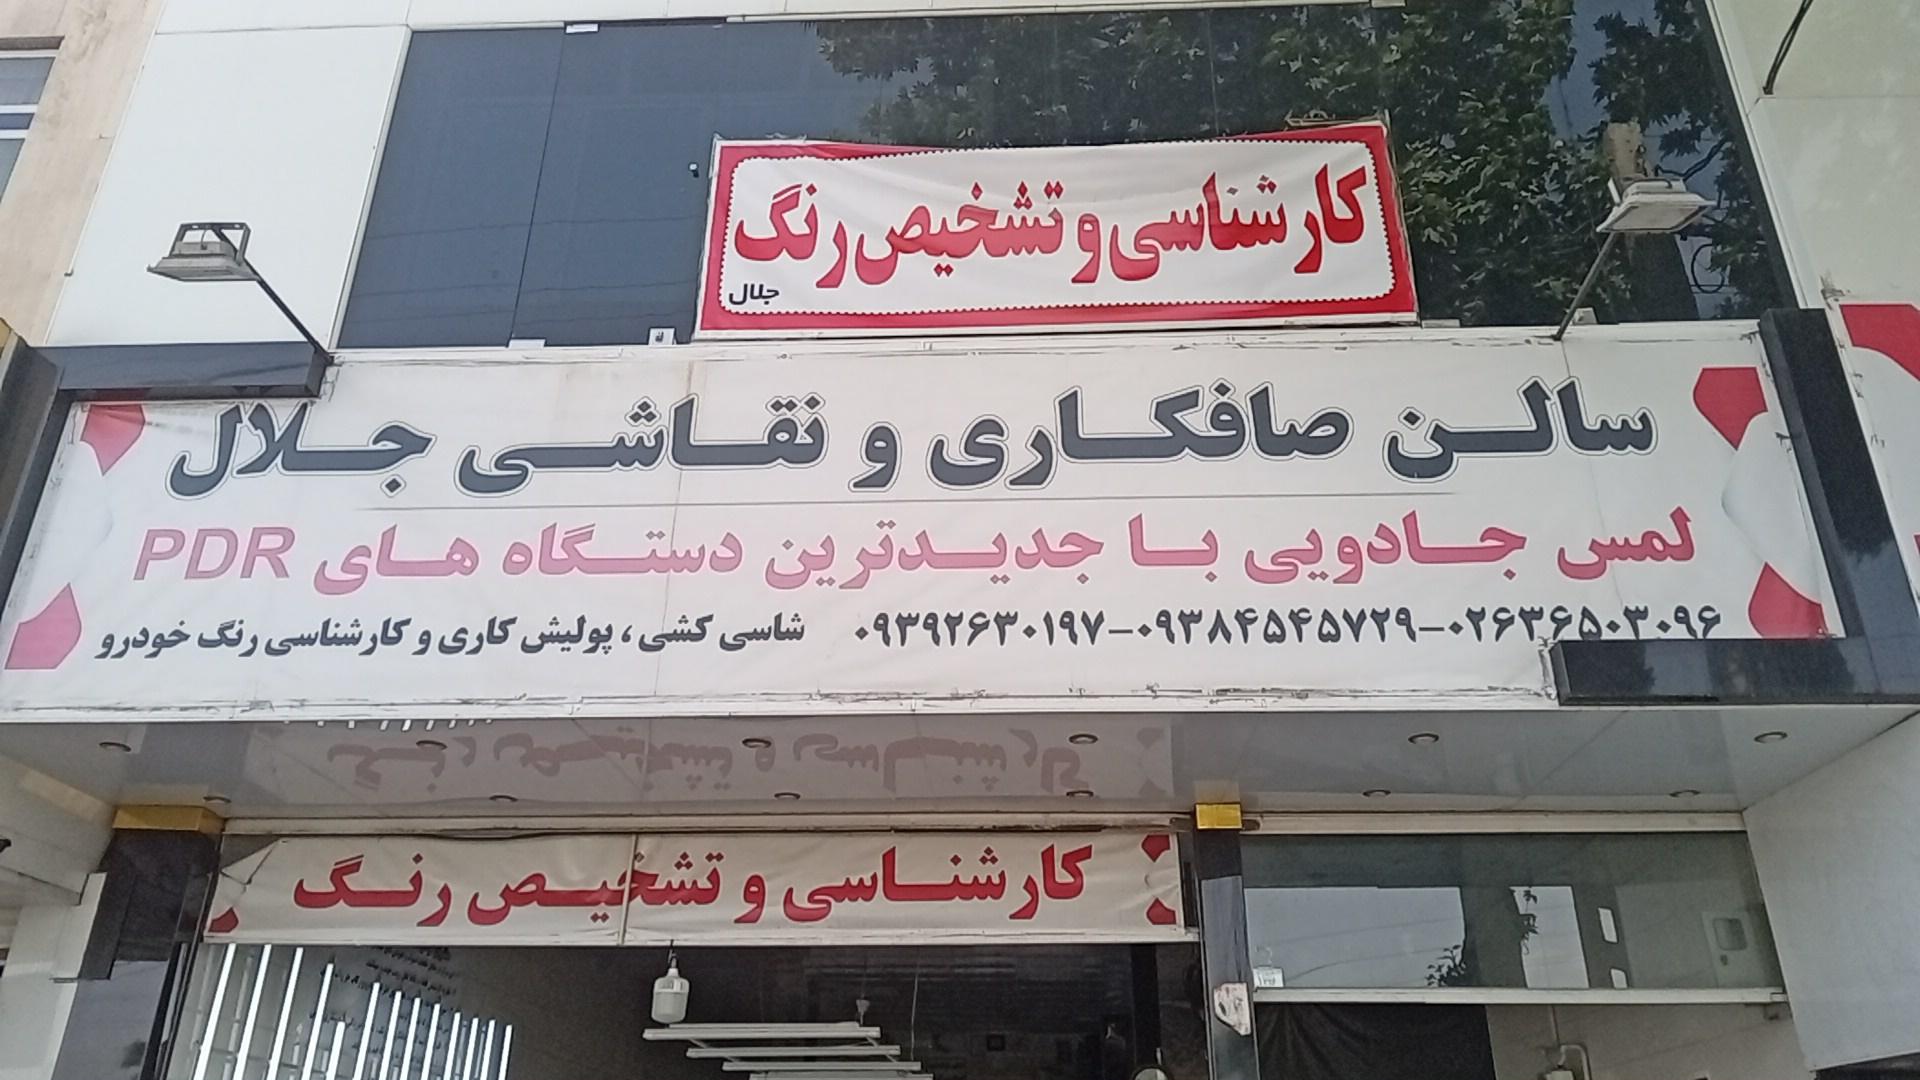 کارشناسی و تشخیص رنگ
جلال
سالن صافکاری و نقاشی جلال
لمس جادویی با جدیدترین دستگاه های PDR
۰۹۳۹۲۶۳۰۱۹۷-۰۹۳۸۴۵۴۵۷۲۹-۰۲۶۳۶۵۰۳۰۹۶ شاسی کشی ، پولیش کاری و کارشناسی رنگ خودرو
کارشناسی و تشخیص رنگ